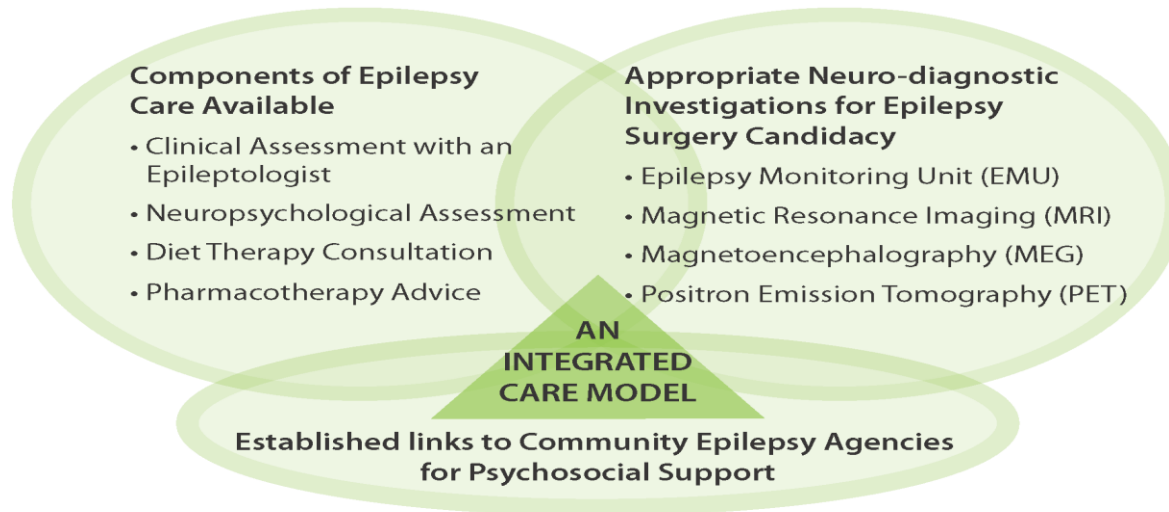 Components of Epilepsy
Care Available
• Clinical Assessment with an
Epileptologist
• Neuropsychological Assessment
• Diet Therapy Consultation
• Pharmacotherapy Advice
Appropriate Neuro-diagnostic
Investigations for Epilepsy
Surgery Candidacy
• Epilepsy Monitoring Unit (EMU)
• Magnetic Resonance Imaging (MRI)
• Magnetoencephalography (MEG)
• Positron Emission Tomography (PET)
AN
INTEGRATED
CARE MODEL
Established links to Community Epilepsy Agencies
for Psychosocial Support